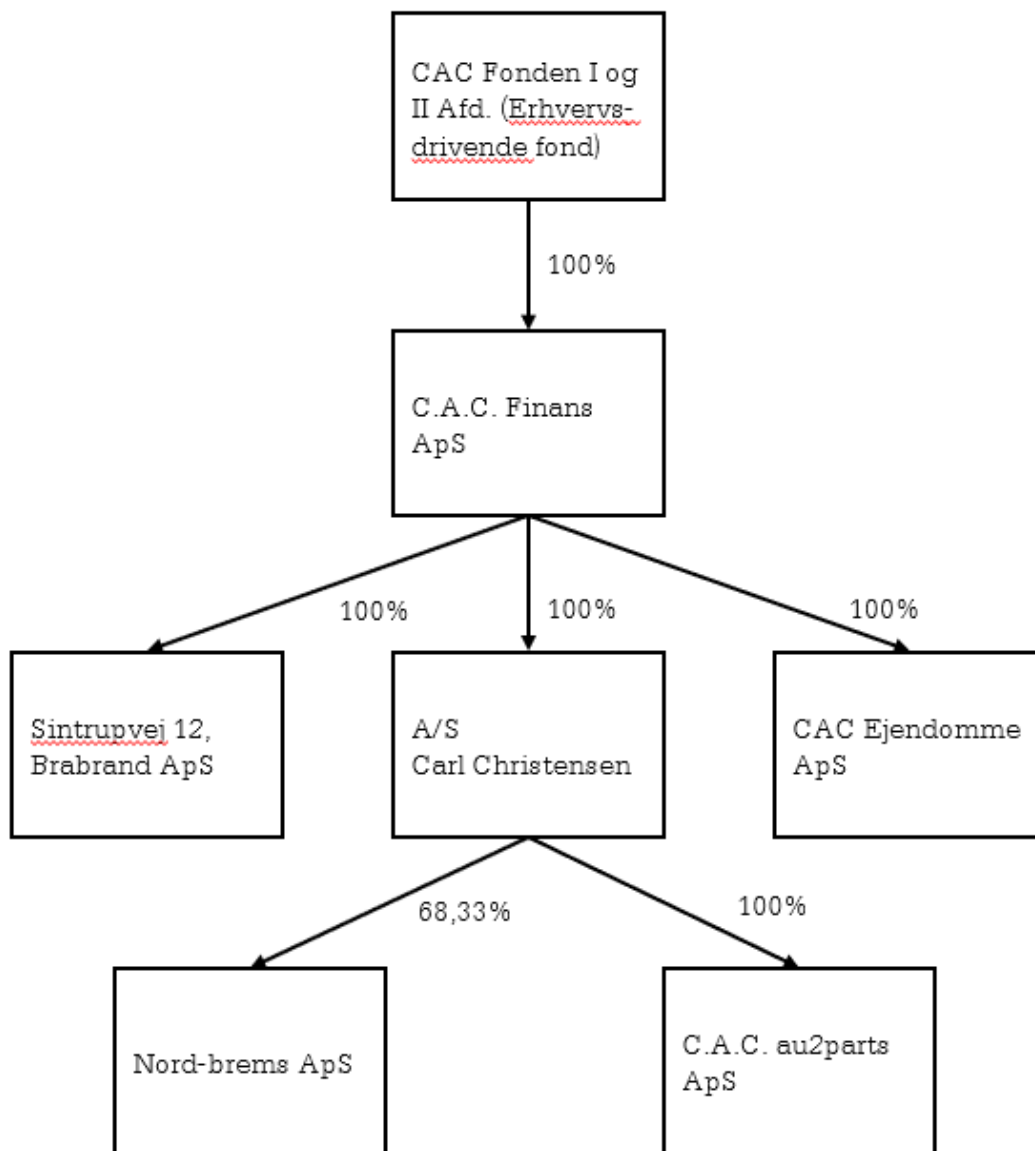 CAC Fonden I og
II Afd. (Erhvervs-
drivende fond)
100%
C.A.C. Finans
ApS
100%
100%
100%
Sintrupvej 12,
Brabrand ApS
A/S
Carl Christensen
CAC Ejendomme
ApS
68,33%
100%
Nord-brems ApS
C.A.C. au2parts
ApS